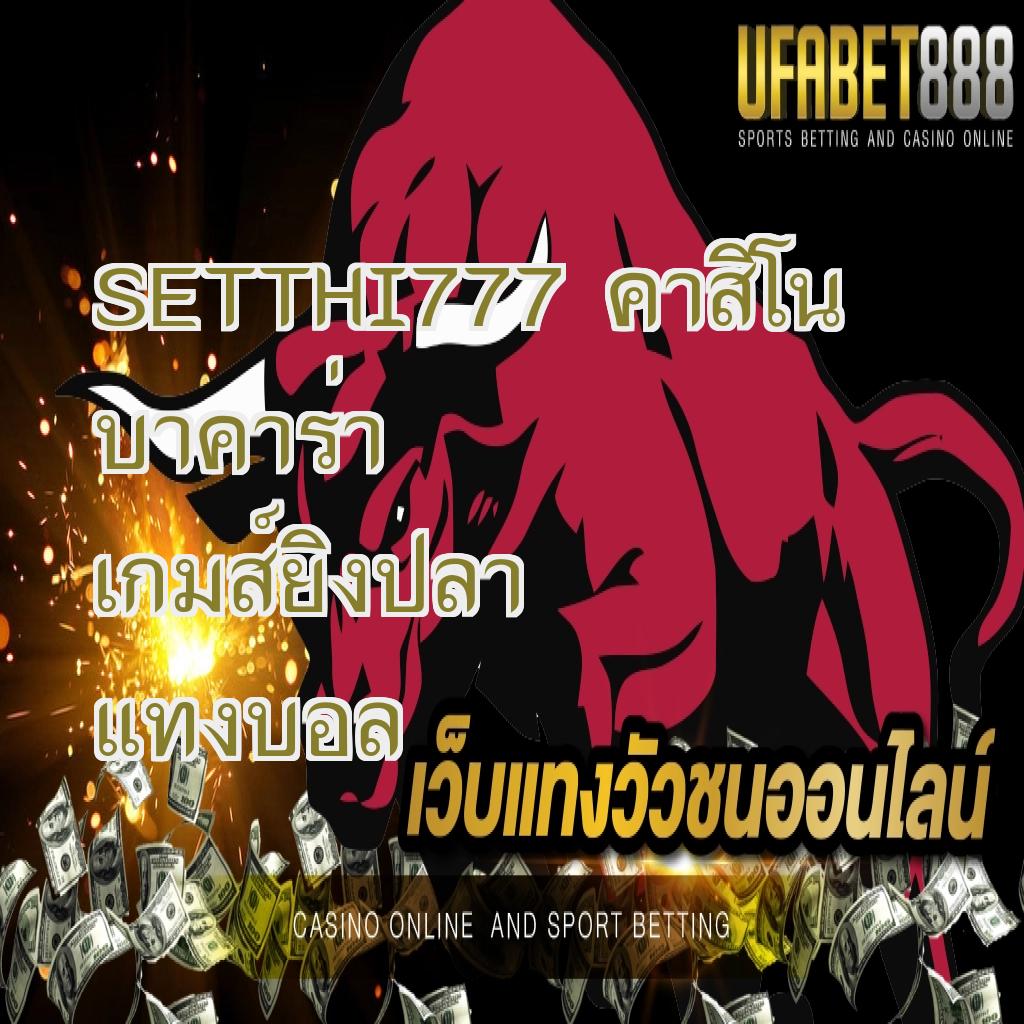 UFABET888
SPORTS BETTING AND CASINO ONLINE
SETTHI777 คาสิโน
บาคาร่า
เกมส์ยิงปลา
แทงบอล
เว็บแทงวัวชนออนไลน์
CASINO ONLINE AND SPORT BETTING